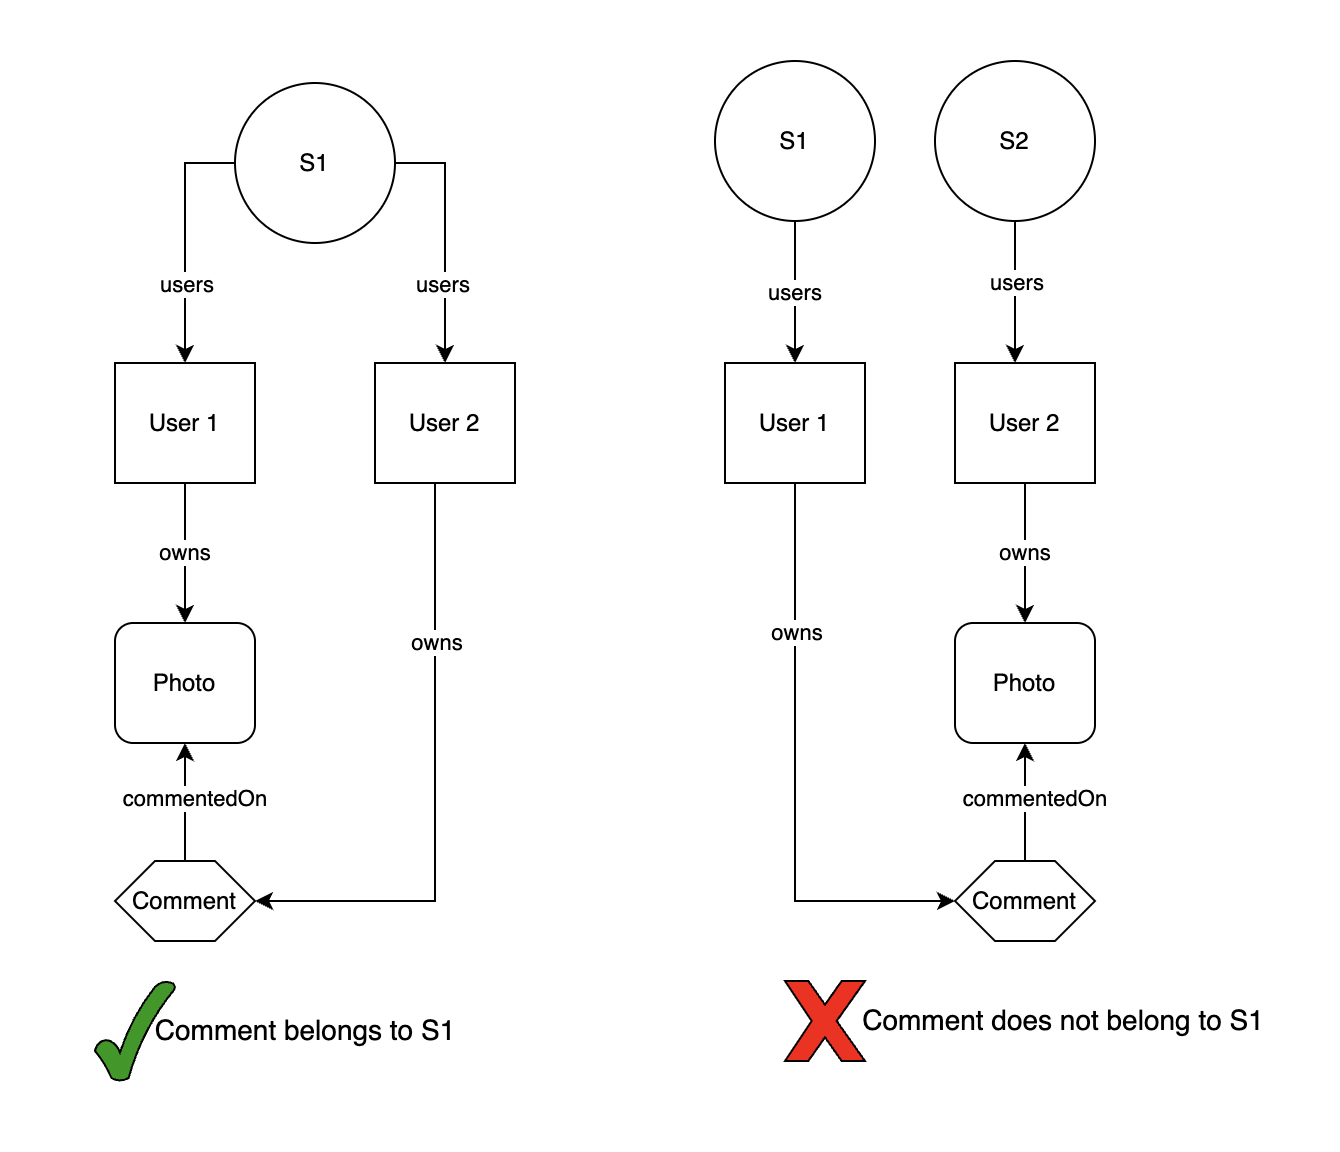 S1
users
users
User 1
User 2
owns
owns
Photo
commentedOn
Comment
Comment belongs to S1
S1
S2
users
users
User 1
User 2
owns
owns
Photo
commentedOn
Comment
Comment does not belong to S1